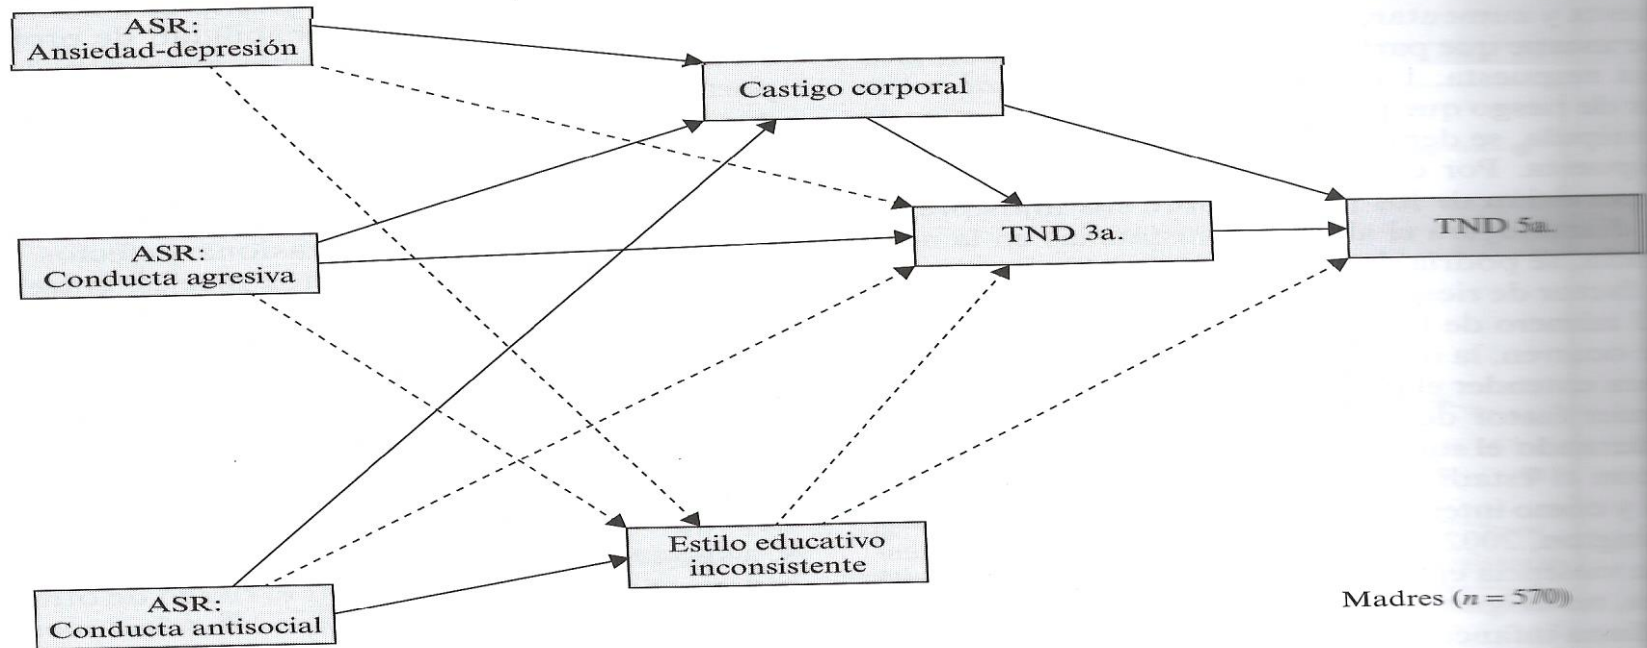 ASR:
Ansiedad-depresión
Castigo corporal
ASR:
Conducta agresiva
TND 3a.
TND 5a.
Estilo educativo
inconsistente
ASR:
Conducta antisocial
Madres (n = 570)